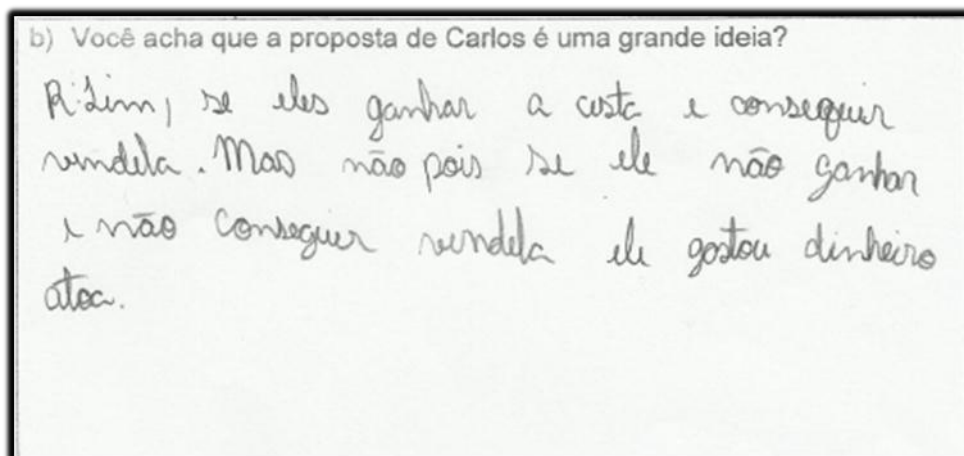 b) Você acha que a proposta de Carlos é uma grande ideia?
R: Sim, se eles ganhar a cesta e conseguir
vendela. Mas não pois se ele não ganhar
e não conseguir vendela ele gastou dinheiro
atoa.